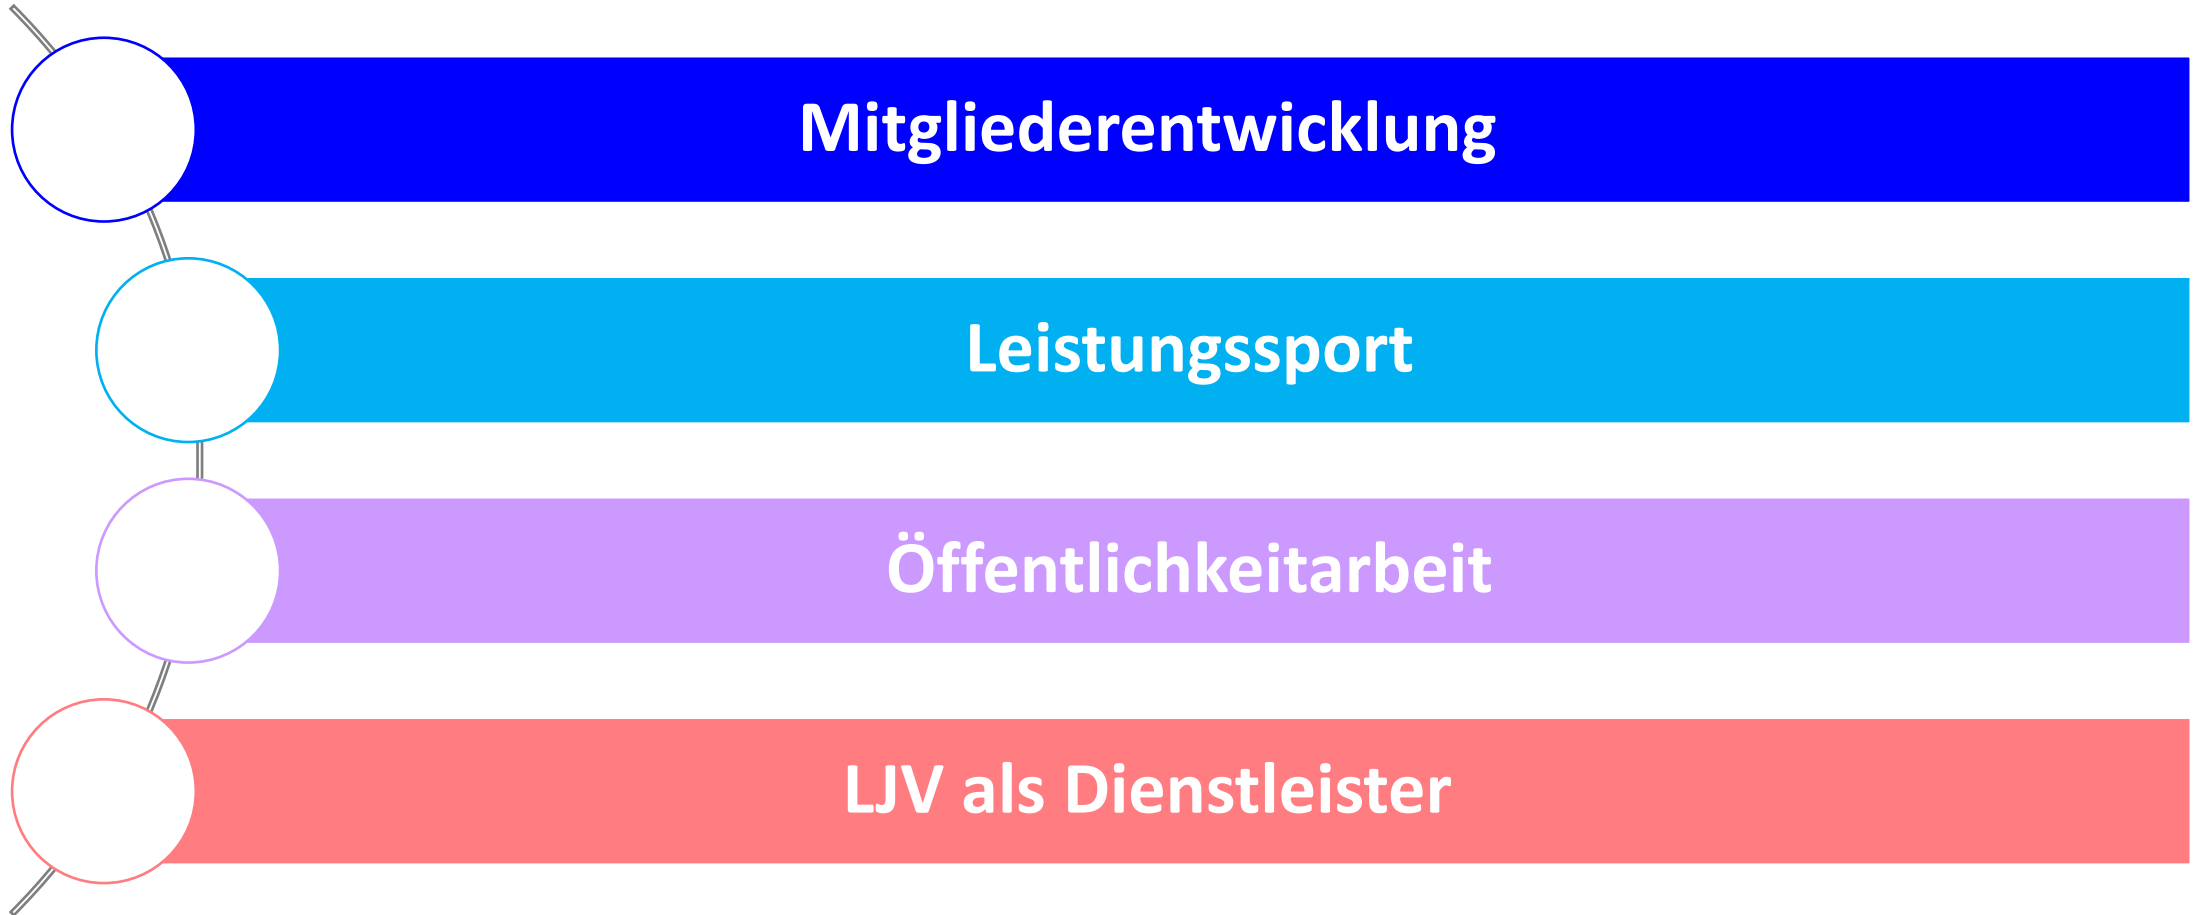 Mitgliederentwicklung
Leistungssport
Öffentlichkeitarbeit
LJV als Dienstleister